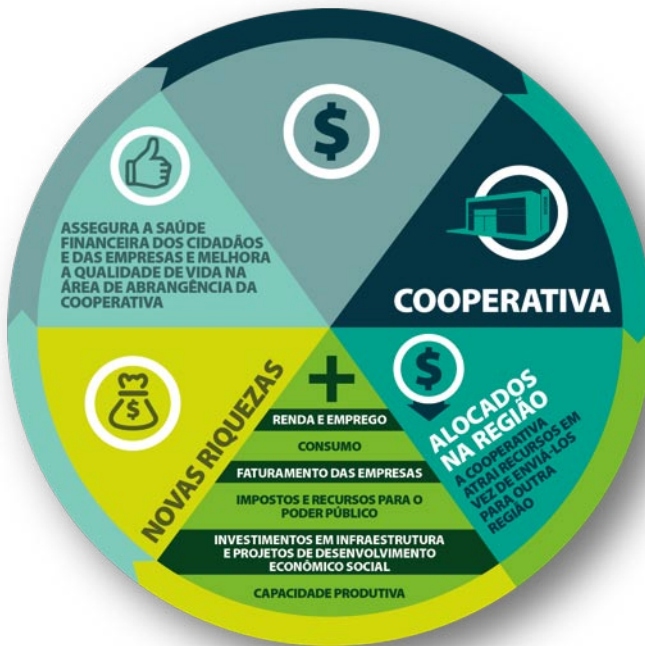 $
COOPERATIVA
$
ALOCADOS
NA REGIÃO
A COOPERATIVA
ATRAI RECURSOS EM
VEZ DE ENVIÁ-LOS
PARA OUTRA
REGIÃO
+
RENDA E EMPREGO
CONSUMO
FATURAMENTO DAS EMPRESAS
IMPOSTOS E RECURSOS PARA O
PODER PÚBLICO
INVESTIMENTOS EM INFRAESTRUTURA
E PROJETOS DE DESENVOLVIMENTO
ECONÔMICO SOCIAL
CAPACIDADE PRODUTIVA
NOVAS RIQUEZAS
$
ASSEGURA A SAÚDE
FINANCEIRA DOS CIDADÃOS
E DAS EMPRESAS E MELHORA
A QUALIDADE DE VIDA NA
ÁREA DE ABRANGÊNCIA DA
COOPERATIVA